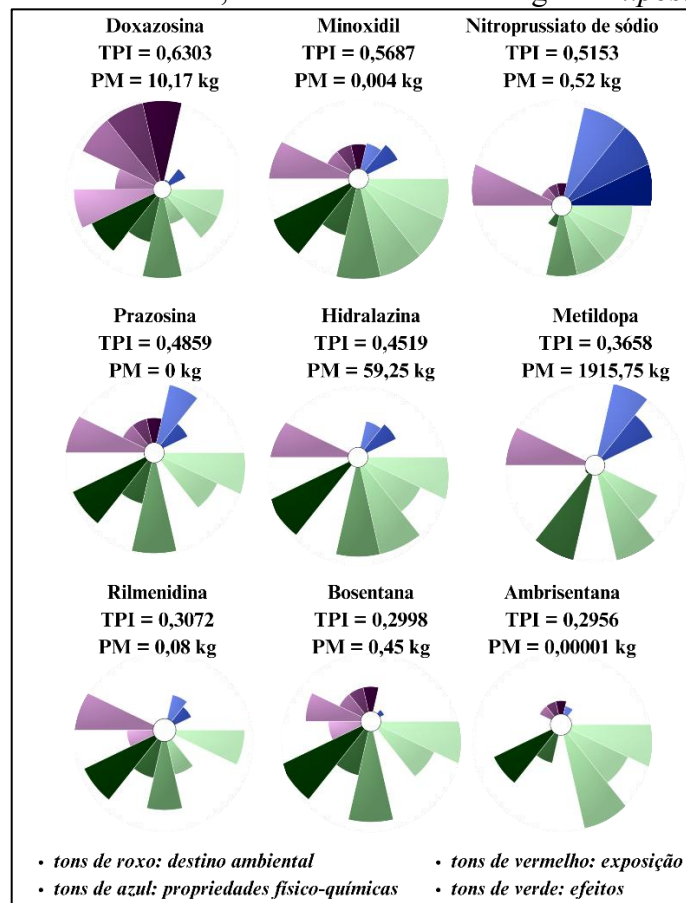 Doxazosina Minoxidil Nitroprussiato de sódio
TPI = 0,6303 TPI = 0,5687 TPI = 0,5153
PM = 10,17 kg PM = 0,004 kg PM = 0,52 kg
Prazosina Hidralazina Metildopa
TPI = 0,4859 TPI = 0,4519 TPI = 0,3658
PM = 0 kg PM = 59,25 kg PM = 1915,75 kg
Rilmenidina Bosentana Ambrisentana
TPI = 0,3072 TPI = 0,2998 TPI = 0,2956
PM = 0,08 kg PM = 0,45 kg PM = 0,00001 kg
• tons de roxo: destino ambiental • tons de vermelho: exposição
• tons de azul: propriedades físico-químicas • tons de verde: efeitos